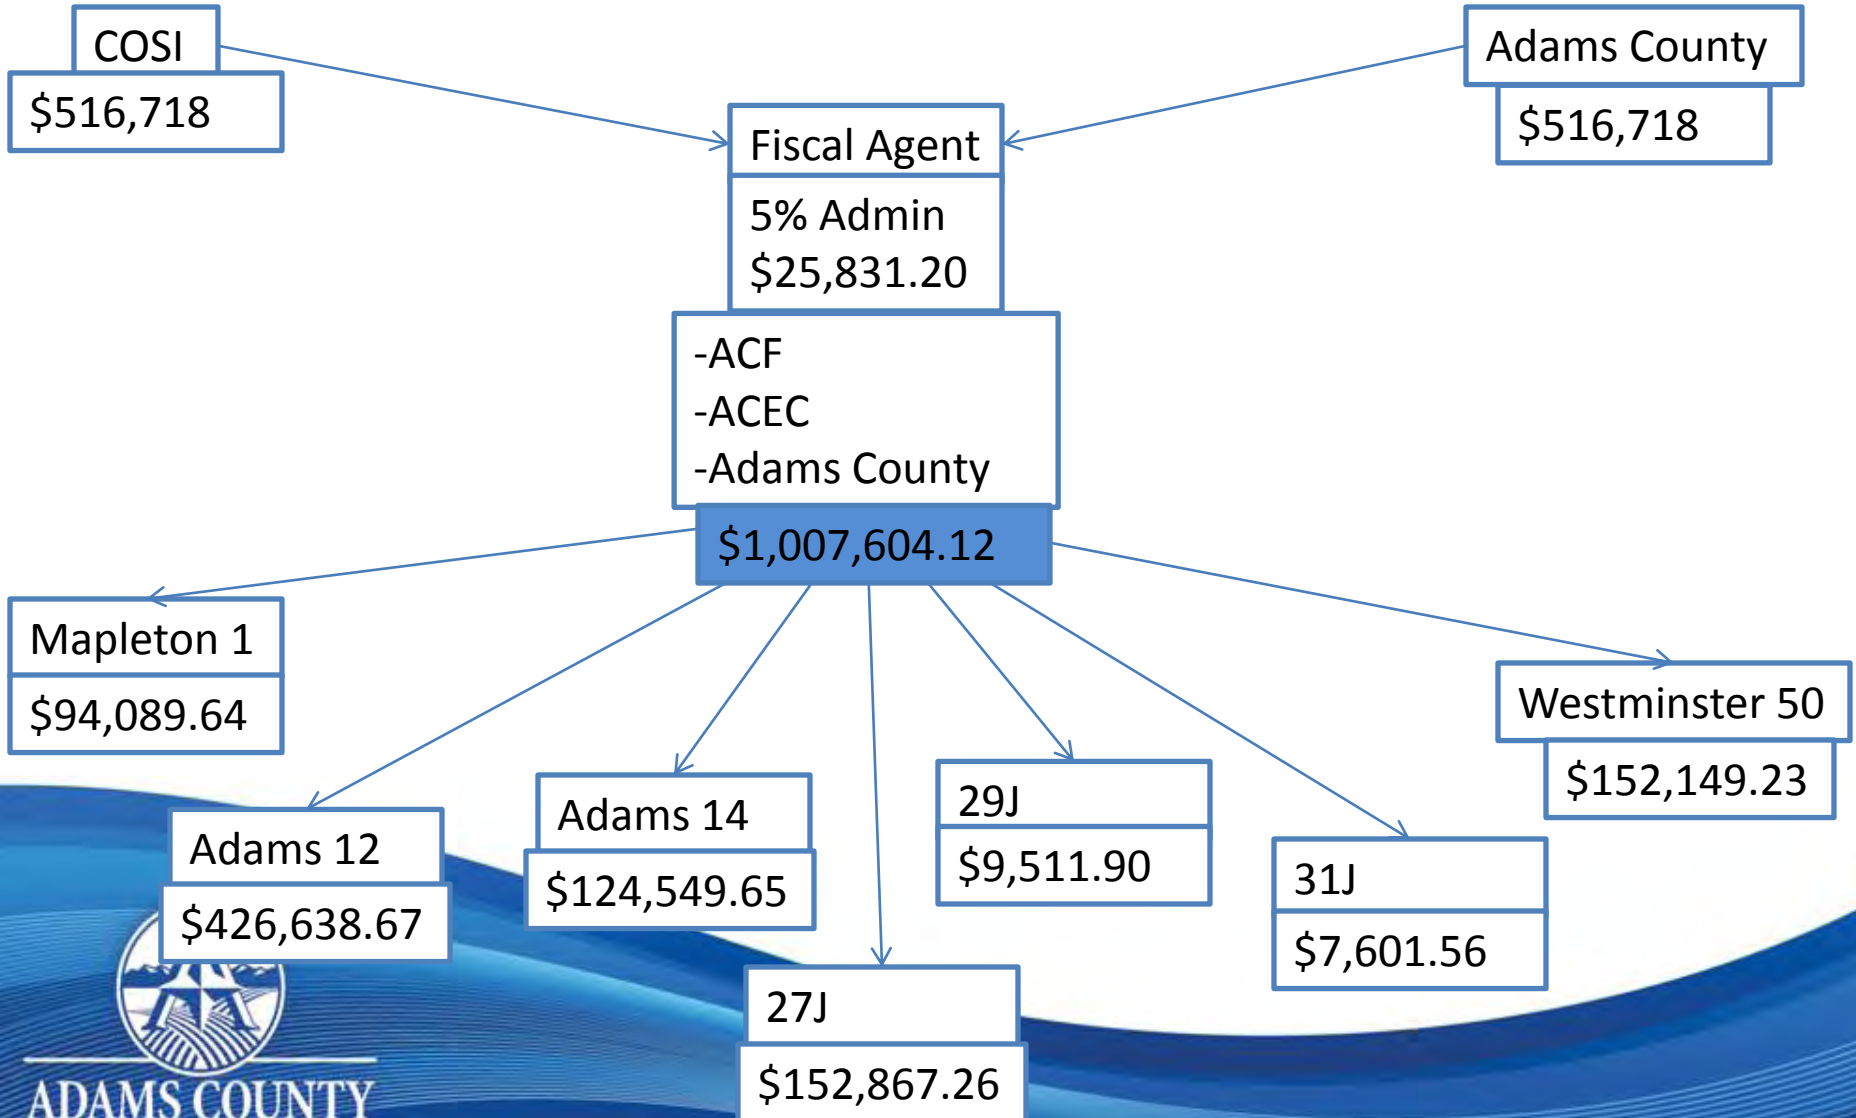 COSI
$516,718
Adams County
$516,718
Fiscal Agent
5% Admin
$25,831.20
-ACF
-ACEC
-Adams County
$1,007,604.12
Mapleton 1
$94,089.64
Adams 12
$426,638.67
Adams 14
$124,549.65
27J
$152,867.26
29J
$9,511.90
31J
$7,601.56
Westminster 50
$152,149.23
ADAMS COUNTY